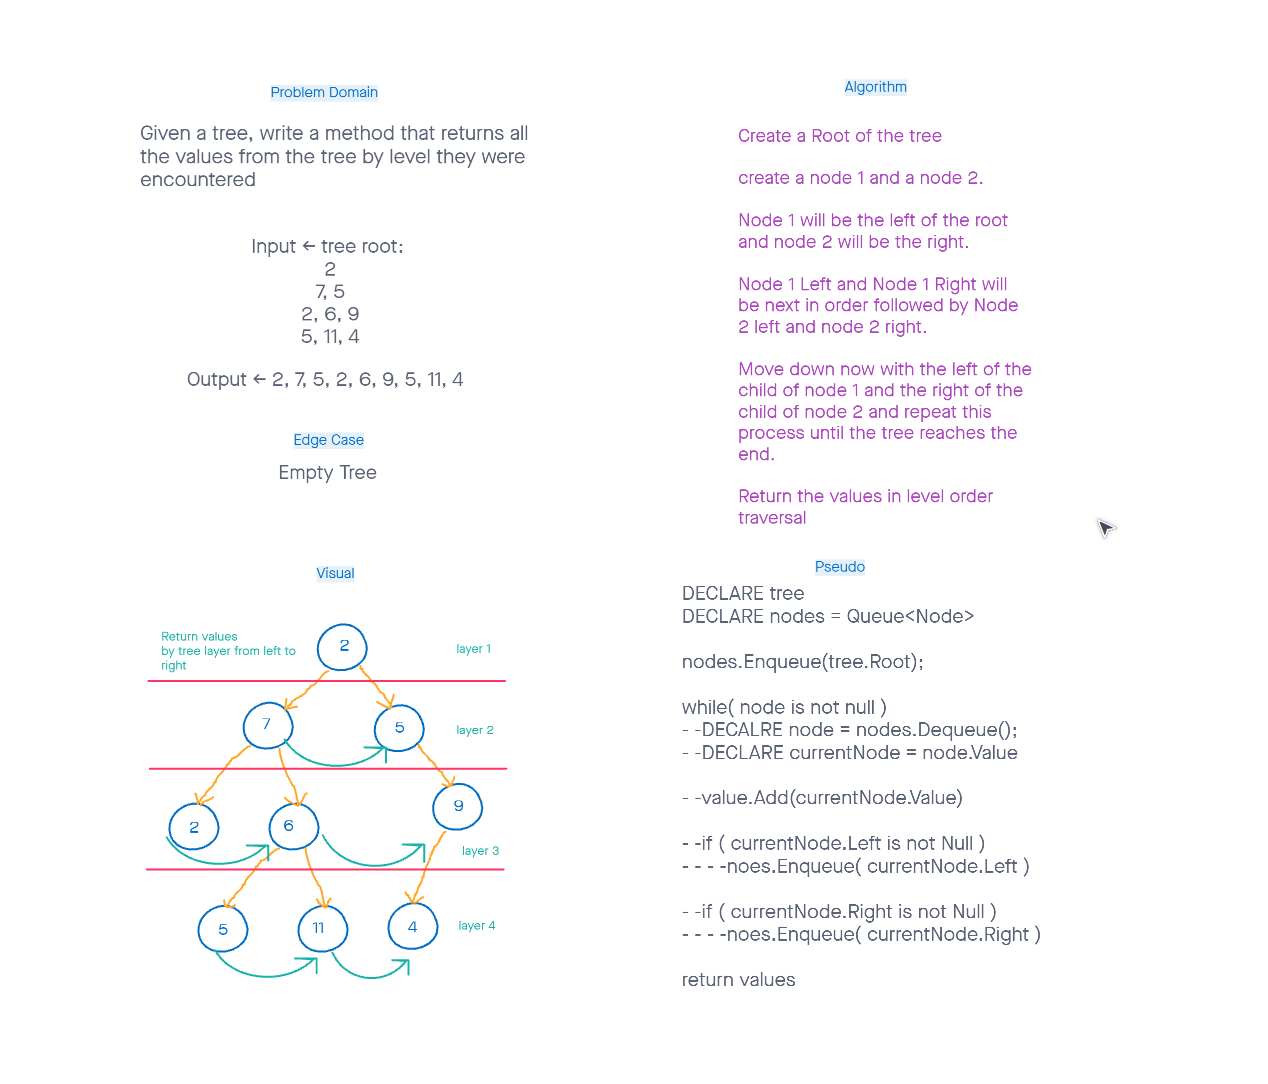 Problem Domain
Given a tree, write a method that returns all
the values from the tree by level they were
encountered
Input ← tree root:
2
7, 5
2, 6, 9
5, 11, 4
Output ← 2, 7, 5, 2, 6, 9, 5, 11, 4
Edge Case
Empty Tree
Visual
Return values
by tree layer from left to
right
2
layer 1
7
5
layer 2
2
6
9
layer 3
5
11
4
layer 4
Algorithm
Create a Root of the tree
create a node 1 and a node 2.
Node 1 will be the left of the root
and node 2 will be the right.
Node 1 Left and Node 1 Right will
be next in order followed by Node
2 left and node 2 right.
Move down now with the left of the
child of node 1 and the right of the
child of node 2 and repeat this
process until the tree reaches the
end.
Return the values in level order
traversal
Pseudo
DECLARE tree
DECLARE nodes = Queue<Node>
nodes.Enqueue(tree.Root);
while( node is not null )
- -DECALRE node = nodes.Dequeue();
- -DECLARE currentNode = node.Value
- -value.Add(currentNode.Value)
- -if ( currentNode.Left is not Null )
- - - -noes.Enqueue( currentNode.Left )
- -if ( currentNode.Right is not Null )
- - - -noes.Enqueue( currentNode.Right )
return values